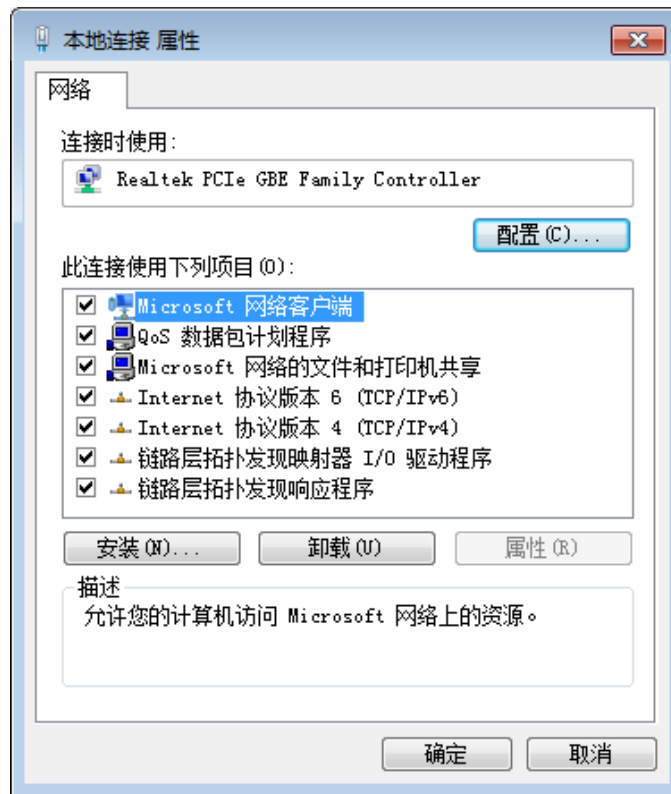 本地连接 属性
网络
连接时使用:
Realtek PCIe GBE Family Controller
配置(C)...
此连接使用下列项目(O):
Microsoft 网络客户端
QoS 数据包计划程序
Microsoft 网络的文件和打印机共享
Internet 协议版本 6 (TCP/IPv6)
Internet 协议版本 4 (TCP/IPv4)
链路层拓扑发现映射器 I/O 驱动程序
链路层拓扑发现响应程序
安装(N)... 卸载(U) 属性(R)
描述
允许您的计算机访问 Microsoft 网络上的资源。
确定 取消